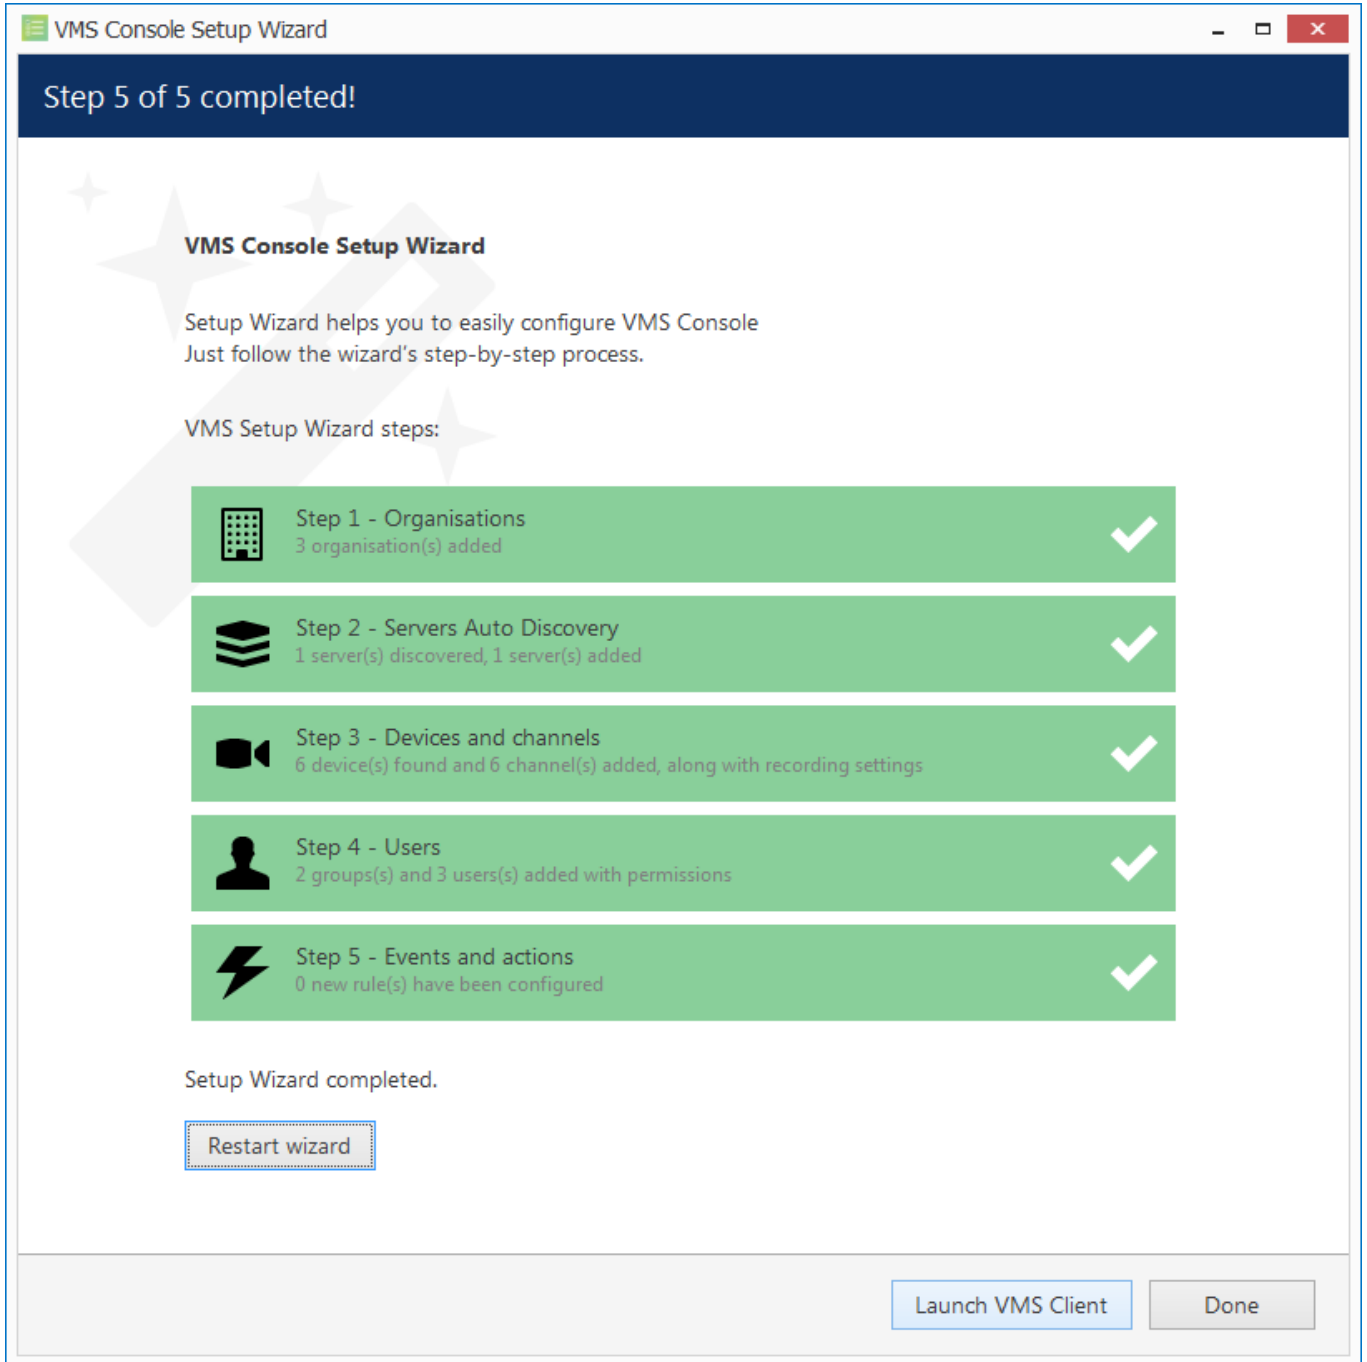 VMS Console Setup Wizard
Step 5 of 5 completed!
VMS Console Setup Wizard
Setup Wizard helps you to easily configure VMS Console
Just follow the wizard's step-by-step process.
VMS Setup Wizard steps:
Step 1 - Organisations
3 organisation(s) added
Step 2 - Servers Auto Discovery
1 server(s) discovered, 1 server(s) added
Step 3 - Devices and channels
6 device(s) found and 6 channel(s) added, along with recording settings
Step 4 - Users
2 groups(s) and 3 users(s) added with permissions
Step 5 - Events and actions
0 new rule(s) have been configured
Setup Wizard completed.
Restart wizard
Launch VMS Client
Done